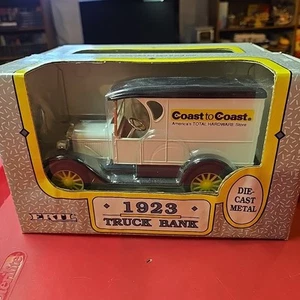 Coast to Coast®
America's TOTAL HARDWARE Store
DIE-
CAST
METAL
ERTL
1923
TRUCK BANK